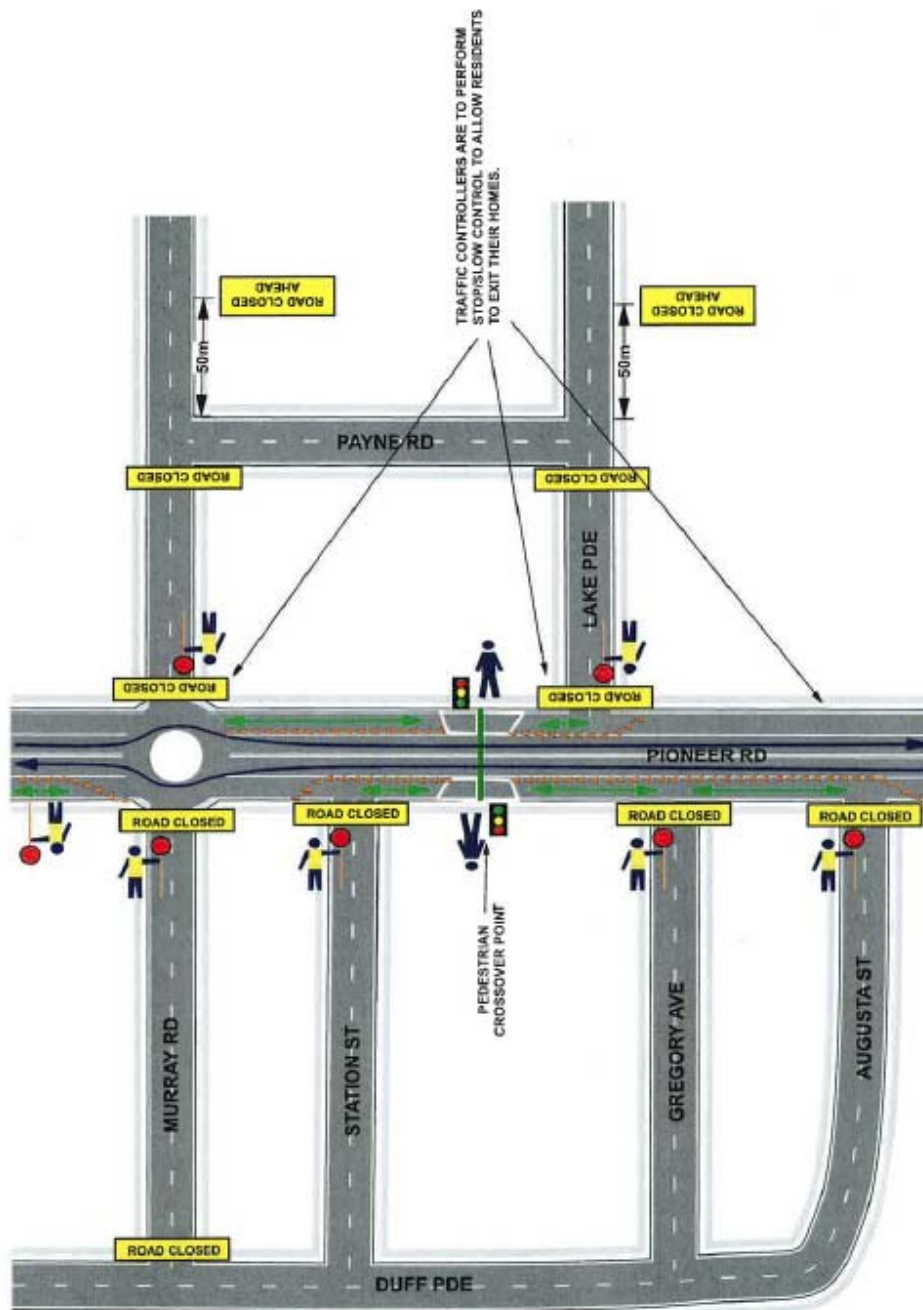 TRAFFIC CONTROLLERS ARE TO PERFORM
STOP/SLOW CONTROL TO ALLOW RESIDENTS
TO EXIT THEIR HOMES.
ROAD CLOSED
AHEAD
50m
ROAD CLOSED
AHEAD
50m
PAYNE RD
ROAD CLOSED
ROAD CLOSED
LAKE PDE
ROAD CLOSED
ROAD CLOSED
PIONEER RD
ROAD CLOSED
ROAD CLOSED
ROAD CLOSED
ROAD CLOSED
PEDESTRIAN
CROSSOVER POINT
MURRAY RD
STATION ST
GREGORY AVE
AUGUSTA ST
ROAD CLOSED
DUFF PDE